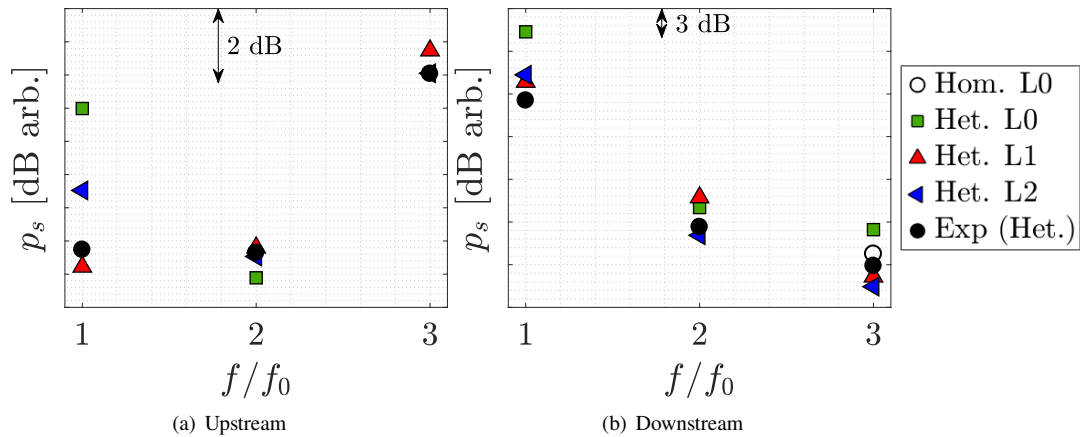 p_s [dB arb.]
2 dB
1 2 3
f/f_0
(a) Upstream
p_s [dB arb.]
3 dB
1 2 3
f/f_0
(b) Downstream
Hom. L0
Het. L0
Het. L1
Het. L2
Exp (Het.)